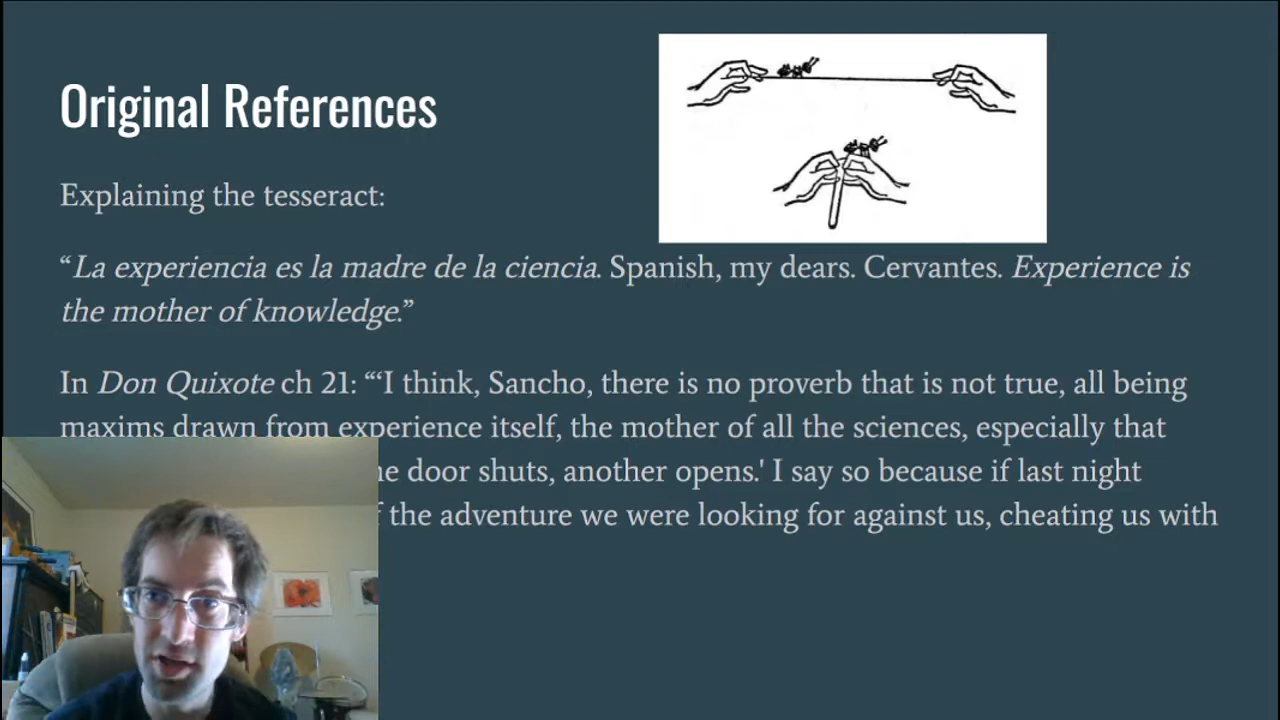 Original References
Explaining the tesseract:
“La experiencia es la madre de la ciencia. Spanish, my dears. Cervantes. Experience is
the mother of knowledge.”
In Don Quixote ch 21: “‘I think, Sancho, there is no proverb that is not true, all being
maxims drawn from experience itself, the mother of all the sciences, especially that
door shuts, another opens.' I say so because if last night
the adventure we were looking for against us, cheating us with